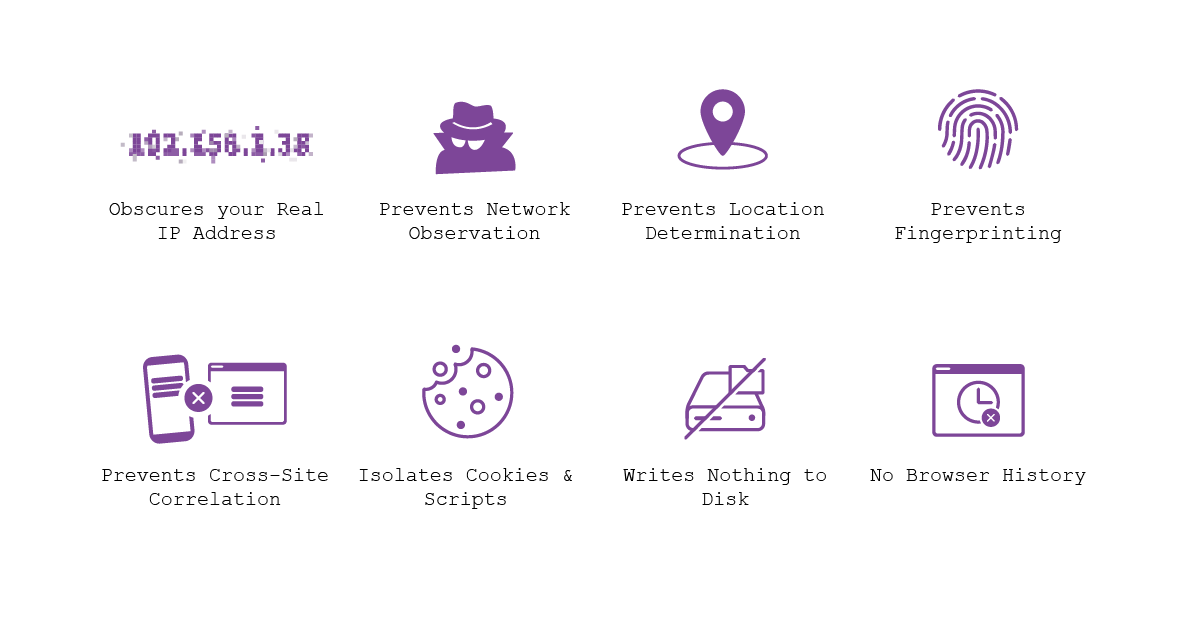 Obscures your Real
IP Address
Prevents Network
Observation
Prevents Location
Determination
Prevents
Fingerprinting
Prevents Cross-Site
Correlation
Isolates Cookies &
Scripts
Writes Nothing to
Disk
No Browser History